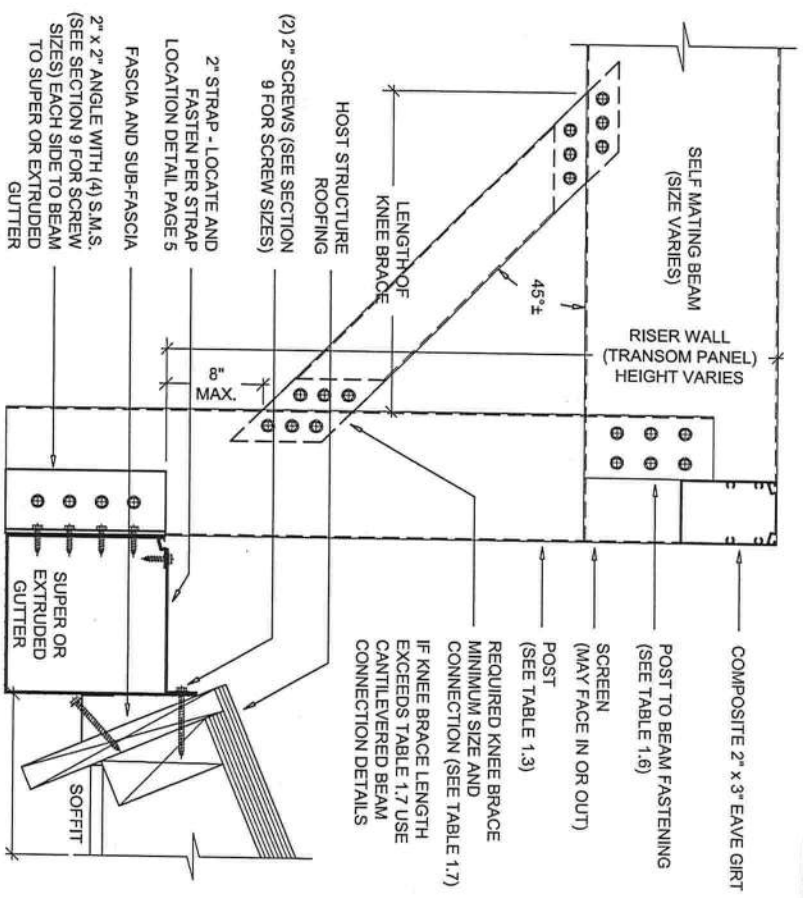 SELF MATING BEAM
(SIZE VARIES)
RISER WALL
(TRANSOM PANEL)
HEIGHT VARIES
45°±
LENGTH OF
KNEE BRACE
8"
MAX.
HOST STRUCTURE
ROOFING
(2) 2" SCREWS (SEE SECTION
9 FOR SCREW SIZES)
2" STRAP - LOCATE AND
FASTEN PER STRAP
LOCATION DETAIL PAGE 5
FASCIA AND SUB-FASCIA
2" x 2" ANGLE WITH (4) S.M.S.
(SEE SECTION 9 FOR SCREW
SIZES) EACH SIDE TO BEAM
TO SUPER OR EXTRUDED
GUTTER
COMPOSITE 2" x 3" EAVE GIRT
POST TO BEAM FASTENING
(SEE TABLE 1.6)
SCREEN
(MAY FACE IN OR OUT)
POST
(SEE TABLE 1.3)
REQUIRED KNEE BRACE
MINIMUM SIZE AND
CONNECTION (SEE TABLE 1.7)
IF KNEE BRACE LENGTH
EXCEEDS TABLE 1.7 USE
CANTILEVERED BEAM
CONNECTION DETAILS
SUPER OR
EXTRUDED
GUTTER
SOFFIT